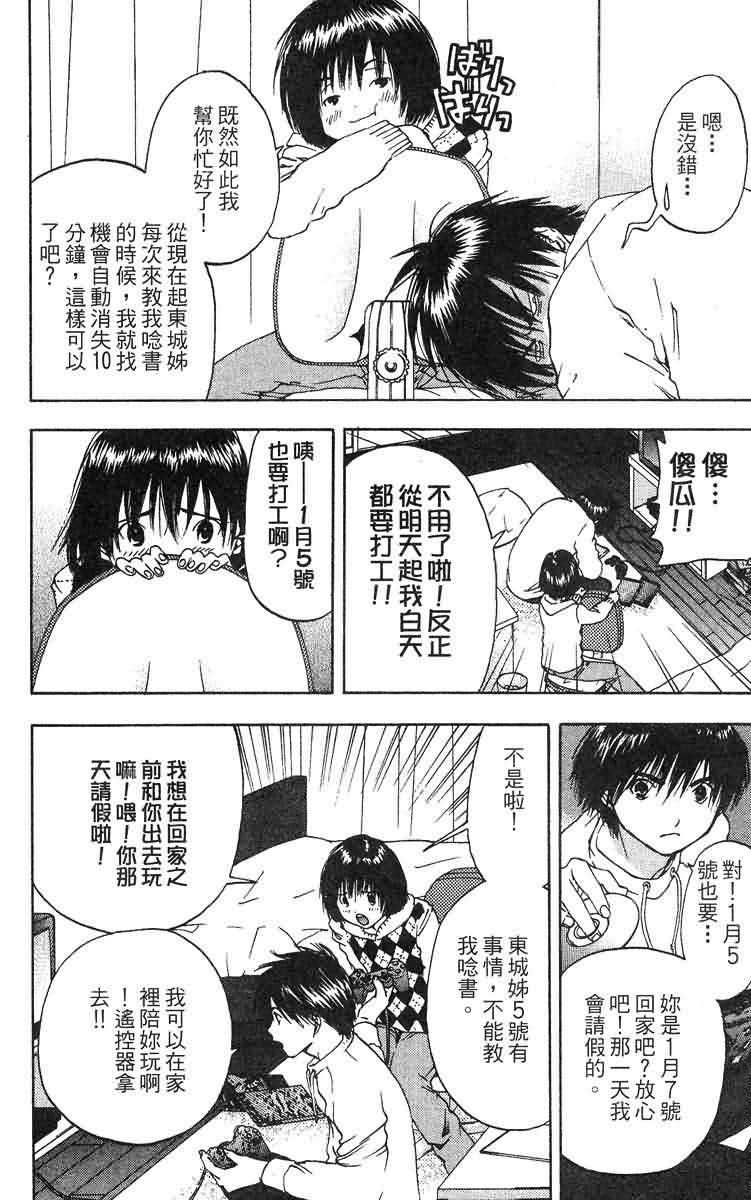 嗯…
是沒錯…
ばりっ
ばりっ
既然如此我
幫你忙好了！
從現在起東城姊
每次來教我唸書
的時候，我就找
機會自動消失10
分鐘，這樣可以
了吧？
傻…
傻瓜!!
不用了啦！反正
從明天起我白天
都要打工!!
咦——1月5號
也要打工啊？
對！1月5
號也要…
妳是1月7號
回家吧？放心
吧！那一天我
會請假的。
不是啦！
東城姊5號有
事情，不能教
我唸書。
我想在回家之
前和你出去玩
嘛！喂！你那
天請假啦！
我可以在家
裡陪妳玩啊
！遙控器拿
去!!